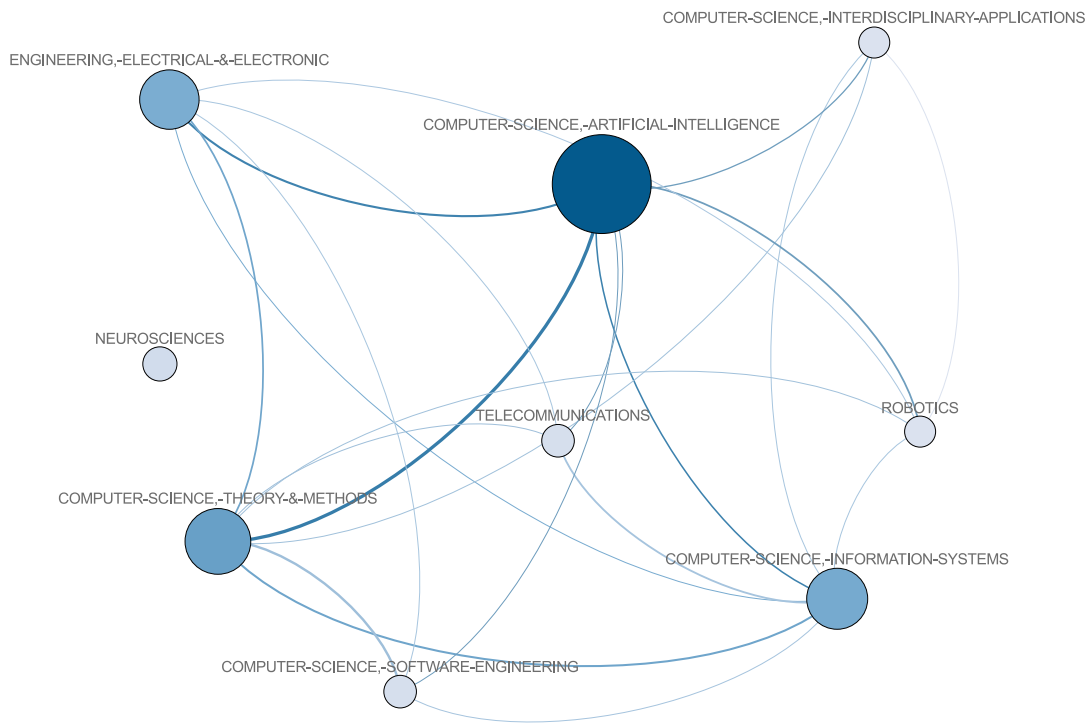 COMPUTER-SCIENCE,-INTERDISCIPLINARY-APPLICATIONS
ENGINEERING,-ELECTRICAL-&-ELECTRONIC
COMPUTER-SCIENCE,-ARTIFICIAL-INTELLIGENCE
NEUROSCIENCES
TELECOMMUNICATIONS
ROBOTICS
COMPUTER-SCIENCE,-THEORY-&-METHODS
COMPUTER-SCIENCE,-INFORMATION-SYSTEMS
COMPUTER-SCIENCE,-SOFTWARE-ENGINEERING